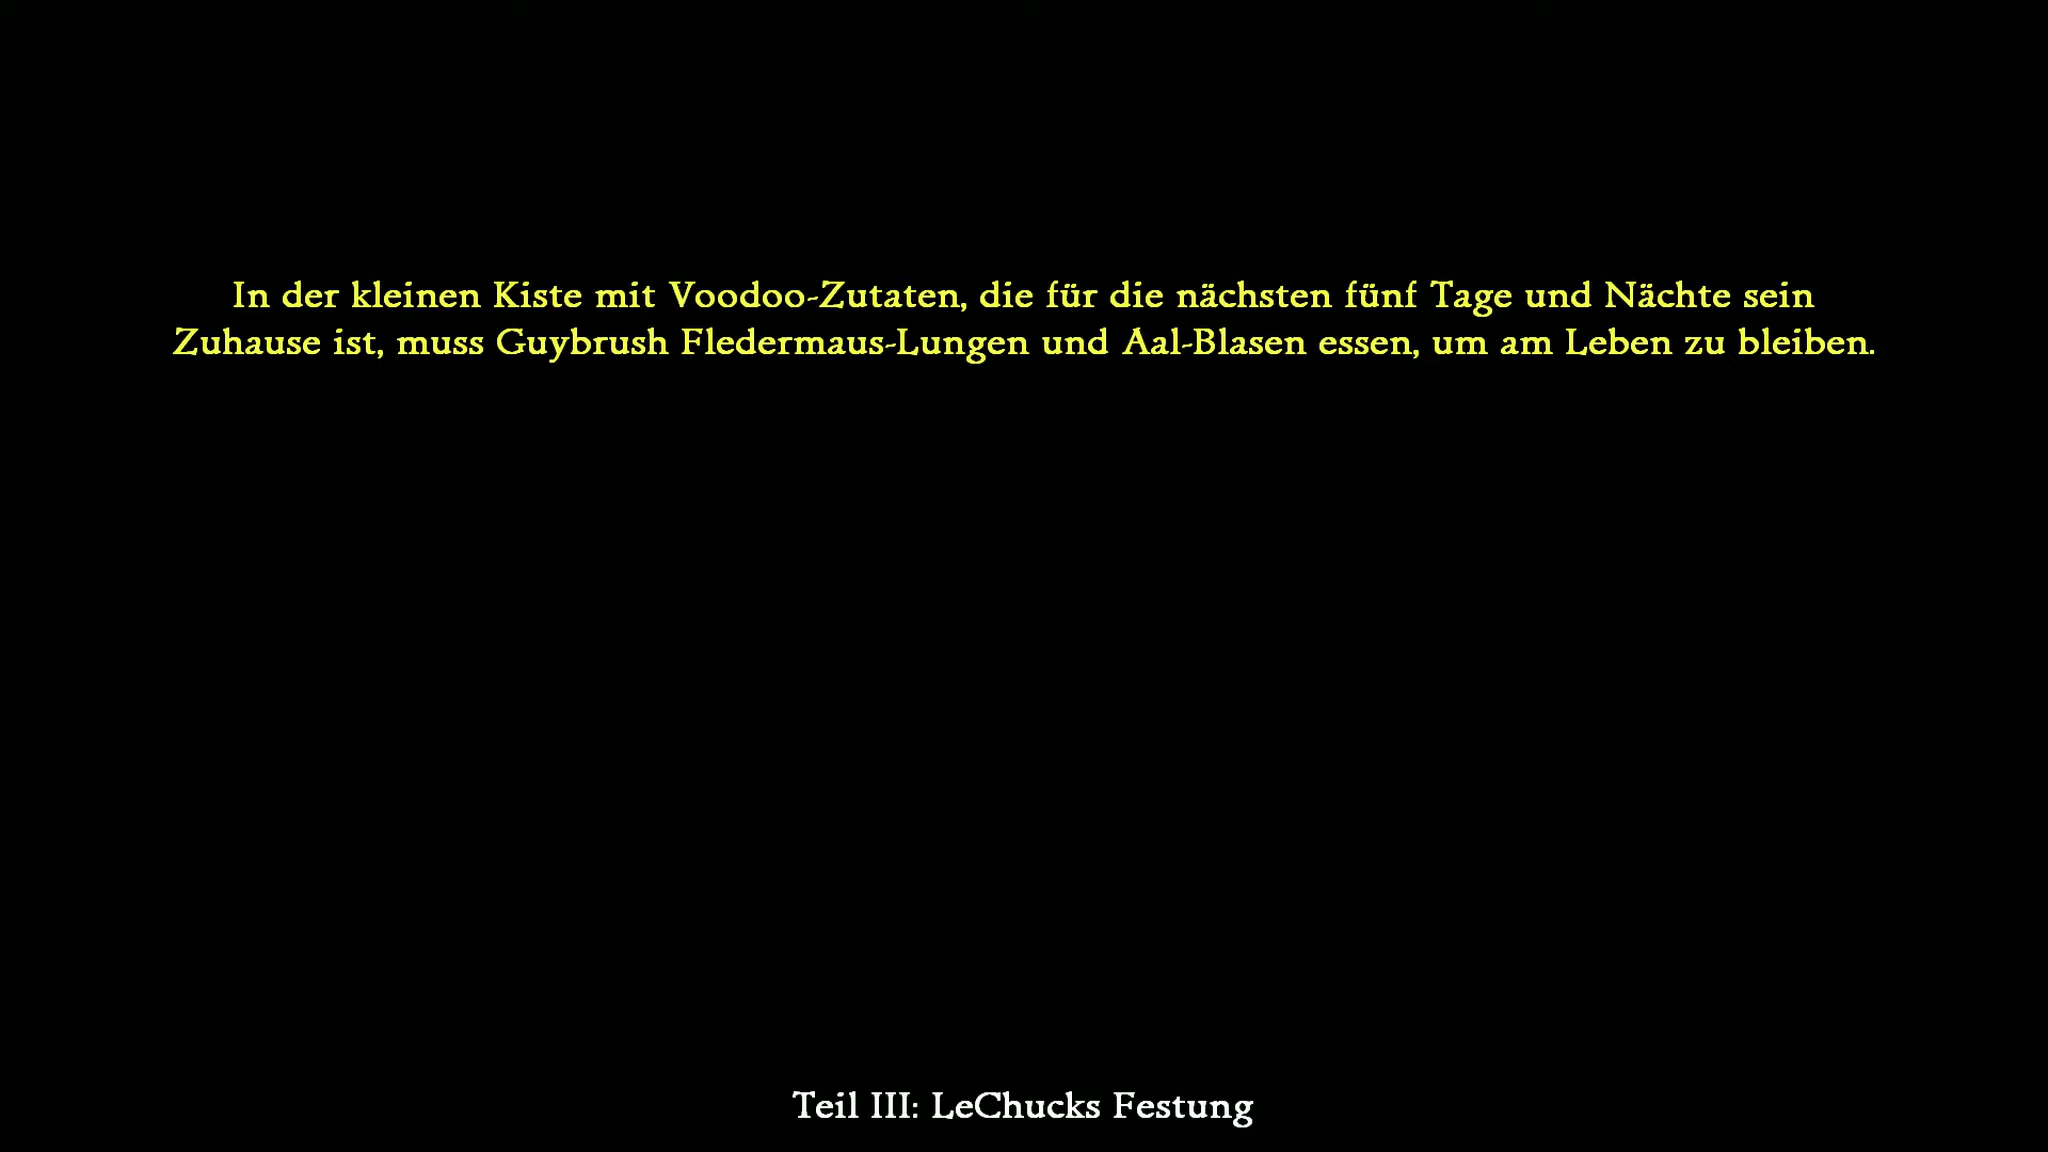 In der kleinen Kiste mit Voodoo-Zutaten, die für die nächsten fünf Tage und Nächte sein
Zuhause ist, muss Guybrush Fledermaus-Lungen und Aal-Blasen essen, um am Leben zu bleiben.
Teil III: LeChucks Festung